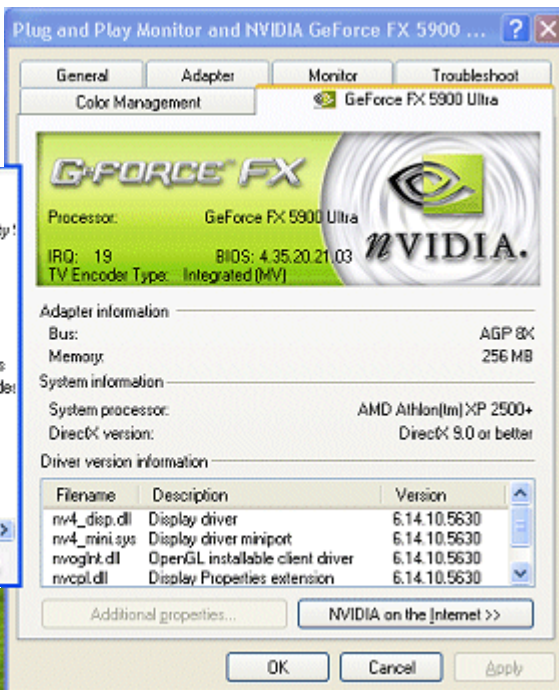 Plug and Play Monitor and NVIDIA GeForce FX 5900 ...
General Adapter Monitor Troubleshoot
Color Management GeForce FX 5900 Ultra
GeFORCE FX
Processor: GeForce FX 5900 Ultra
IRQ: 19 BIOS: 4.35.20.21.03
TV Encoder Type: Integrated (MV)
nVIDIA.
Adapter information
Bus: AGP 8X
Memory: 256 MB
System information
System processor: AMD Athlon(tm) XP 2500+
DirectX version: DirectX 9.0 or better
Driver version information
Filename Description Version
nv4_disp.dll Display driver 6.14.10.5630
nv4_mini.sys Display driver miniport 6.14.10.5630
nvoglnt.dll OpenGL installable client driver 6.14.10.5630
nvcpl.dll Display Properties extension 6.14.10.5630
Additional properties... NVIDIA on the Internet >>
OK Cancel Apply